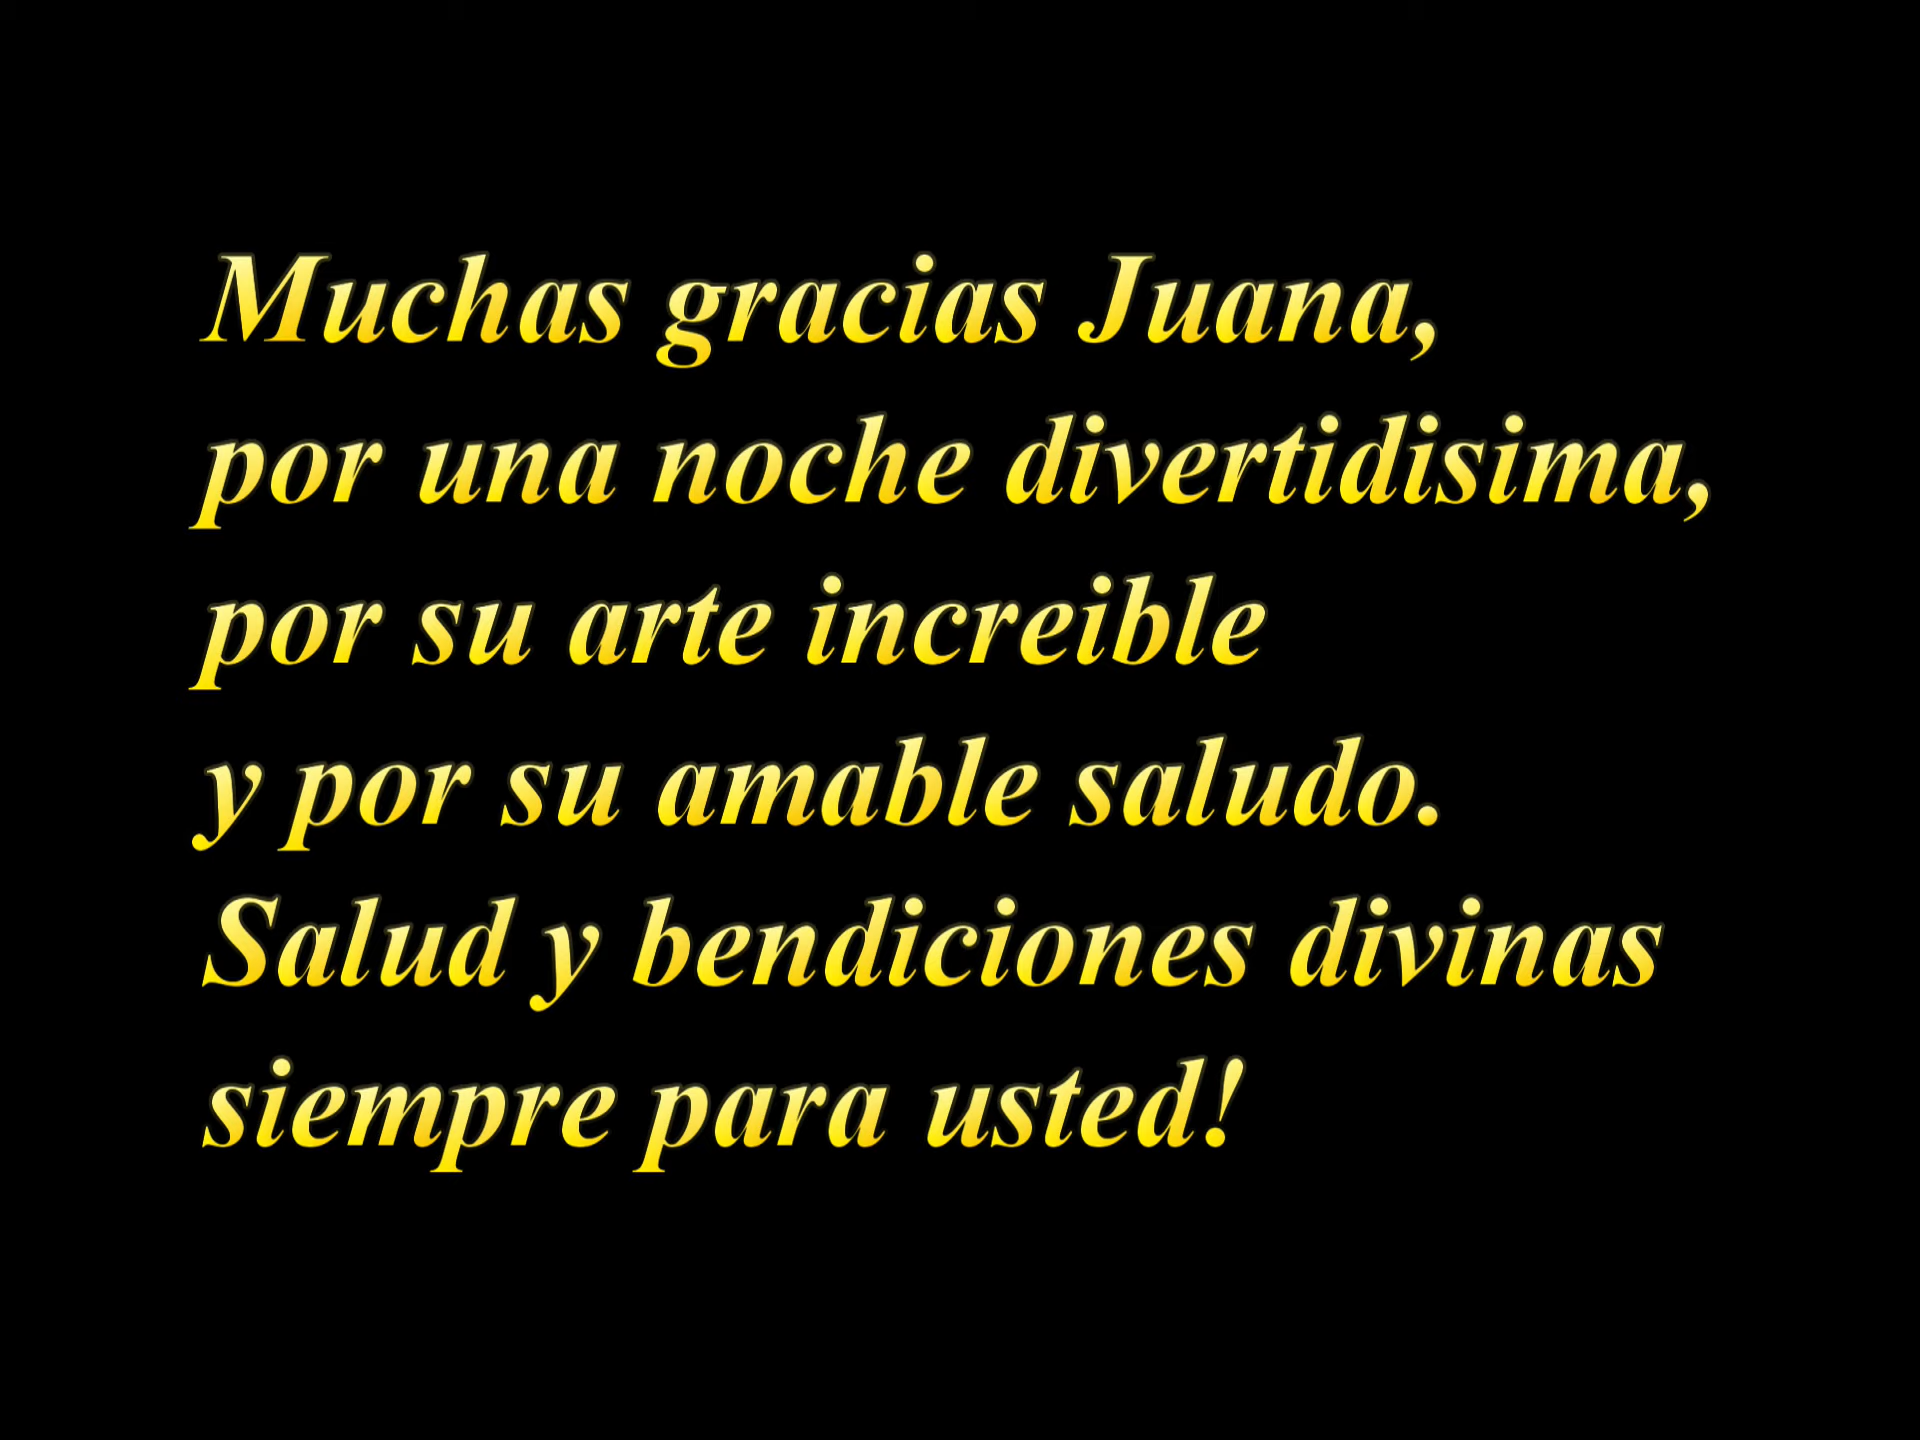 Muchas gracias Juana,
por una noche divertidisima,
por su arte increible
y por su amable saludo.
Salud y bendiciones divinas
siempre para usted!